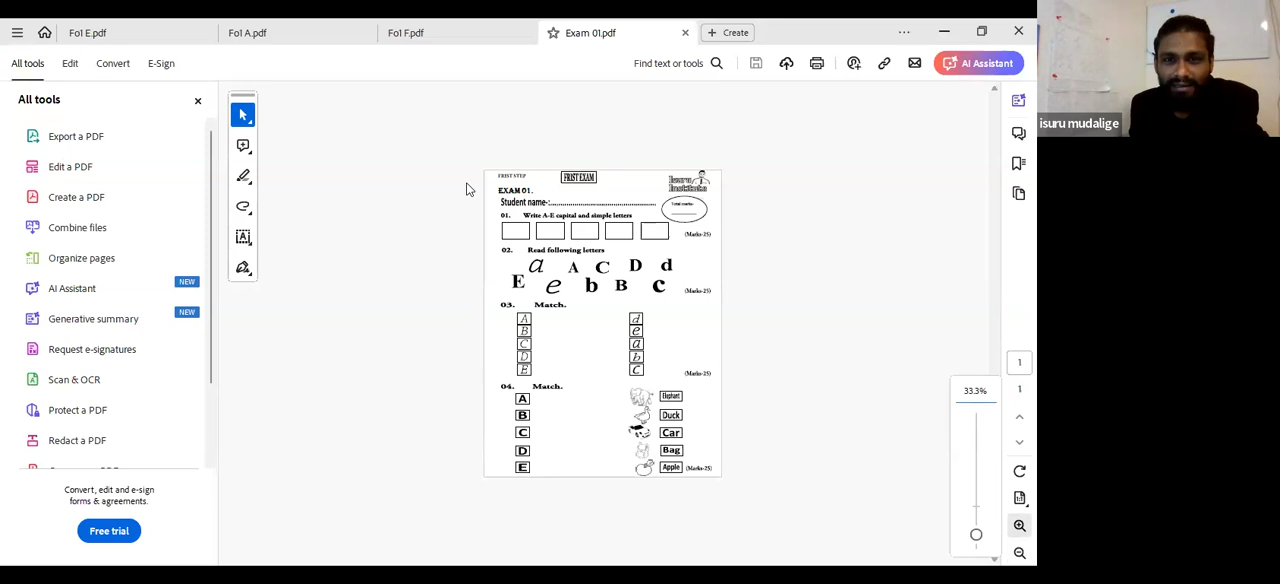 Fo1 E.pdf
Fo1 A.pdf
Fo1 F.pdf
Exam 01.pdf
Create
All tools
Edit
Convert
E-Sign
Find text or tools
AI Assistant
All tools
Export a PDF
Edit a PDF
Create a PDF
Combine files
Organize pages
AI Assistant NEW
Generative summary NEW
Request e-signatures
Scan & OCR
Protect a PDF
Redact a PDF
Convert, edit and e-sign
forms & agreements.
Free trial
FRIST STEP
FRIST EXAM
Isuru
Institute
EXAM 01.
Student name-:
01. Write A-E capital and simple letters
(Marks-25)
02. Read following letters
a A C D d
E e b B c
(Marks-25)
03. Match.
A d
B e
C a
D b
E c
(Marks-25)
04. Match.
A Elephant
B Duck
C Car
D Bag
E Apple (Marks-25)
1
1
33.3%
isuru mudalige